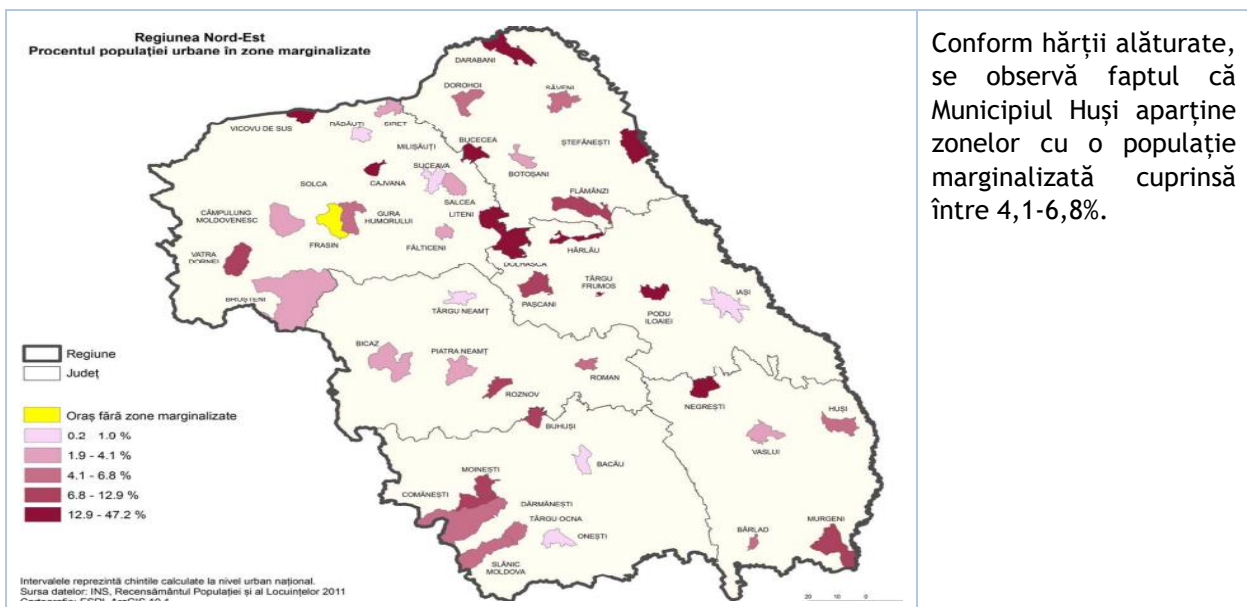 Regiunea Nord-Est
Procentul populației urbane în zone marginalizate
DARABANI
DOROHOI
SĂVENI
VICOVU DE SUS
RĂDĂUȚI
SIRET
MILIȘĂUȚI
BUCECEA
ȘTEFĂNEȘTI
SUCEAVA
BOTOȘANI
SOLCA
CAJVANA
FLĂMÂNZI
SALCEA
CÂMPULUNG
MOLDOVENESC
GURA
HUMORULUI
LITENI
FRASIN
FĂLTICENI
HÂRLĂU
VATRA
DORNEI
DOLHASCA
TÂRGU
FRUMOS
BROȘTENI
PAȘCANI
IAȘI
TÂRGU NEAMȚ
PODU
ILOAIEI
BICAZ
PIATRA NEAMȚ
ROMAN
ROZNOV
NEGREȘTI
HUȘI
BUHUȘI
VASLUI
BACĂU
MOINEȘTI
COMĂNEȘTI
DĂRMĂNEȘTI
TÂRGU OCNA
ONEȘTI
BÂRLAD
MURGENI
SLĂNIC
MOLDOVA
Regiune
Județ
Oraș fără zone marginalizate
0.2 - 1.9 %
1.9 - 4.1 %
4.1 - 6.8 %
6.8 - 12.9 %
12.9 - 47.2 %
Intervalele reprezintă chintile calculate la nivel urban național.
Sursa datelor: INS, Recensământul Populației și al Locuințelor 2011
Cartografie: ESRI ArcGIS 10.1
20 10 0
Conform hărții alăturate,
se observă faptul că
Municipiul Huși aparține
zonelor cu o populație
marginalizată cuprinsă
între 4,1-6,8%.